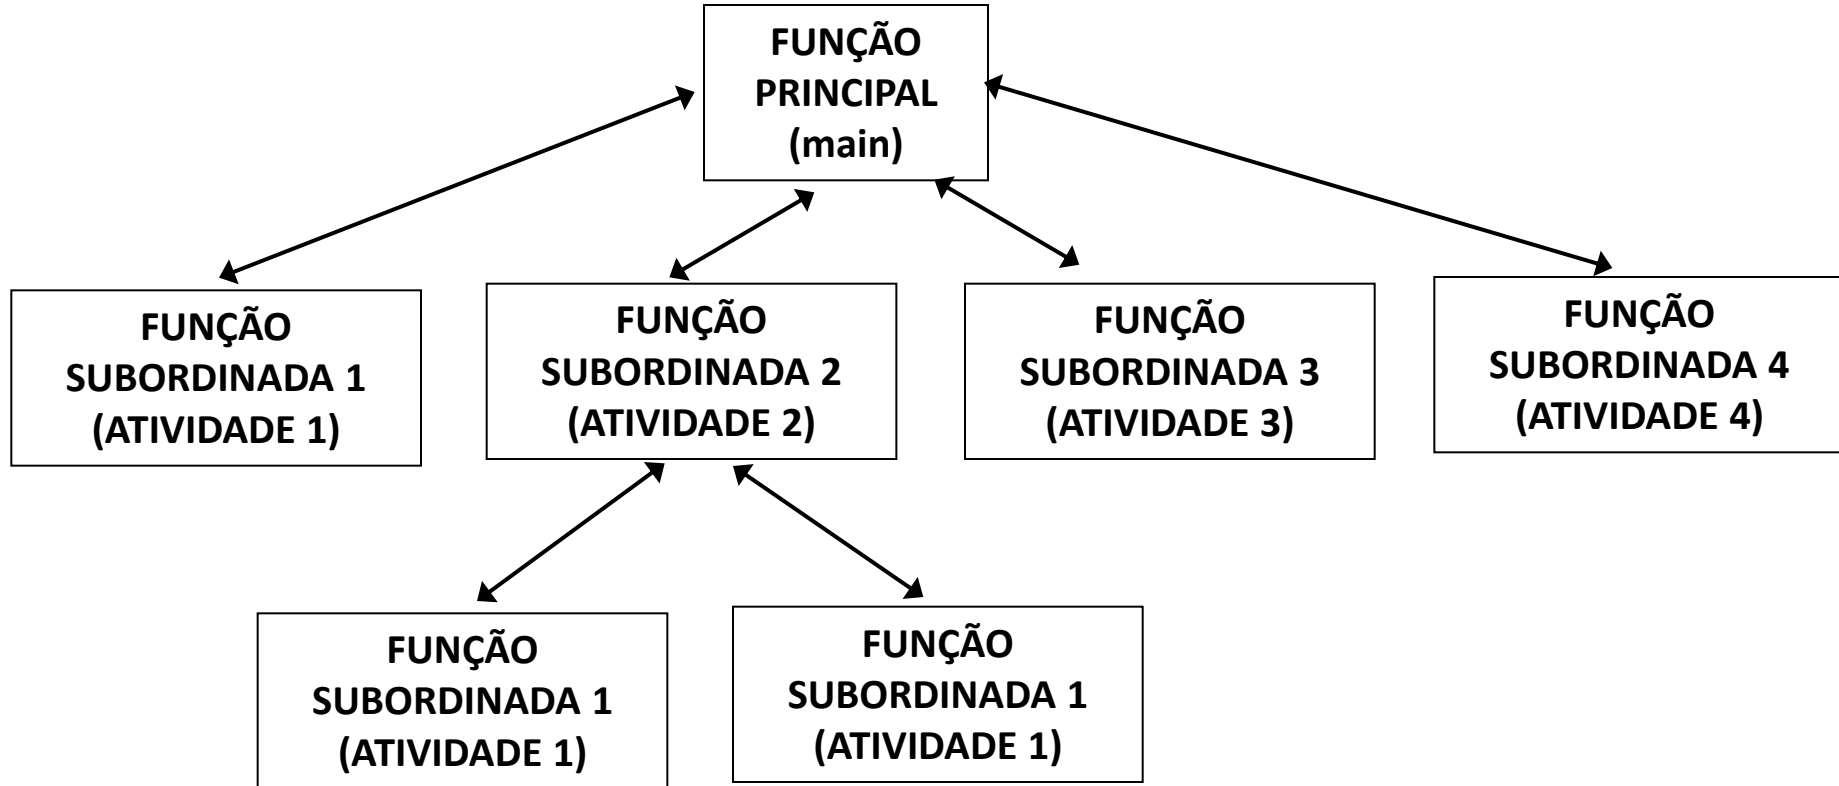 FUNÇÃO
PRINCIPAL
(main)
FUNÇÃO
SUBORDINADA 1
(ATIVIDADE 1)
FUNÇÃO
SUBORDINADA 2
(ATIVIDADE 2)
FUNÇÃO
SUBORDINADA 3
(ATIVIDADE 3)
FUNÇÃO
SUBORDINADA 4
(ATIVIDADE 4)
FUNÇÃO
SUBORDINADA 1
(ATIVIDADE 1)
FUNÇÃO
SUBORDINADA 1
(ATIVIDADE 1)